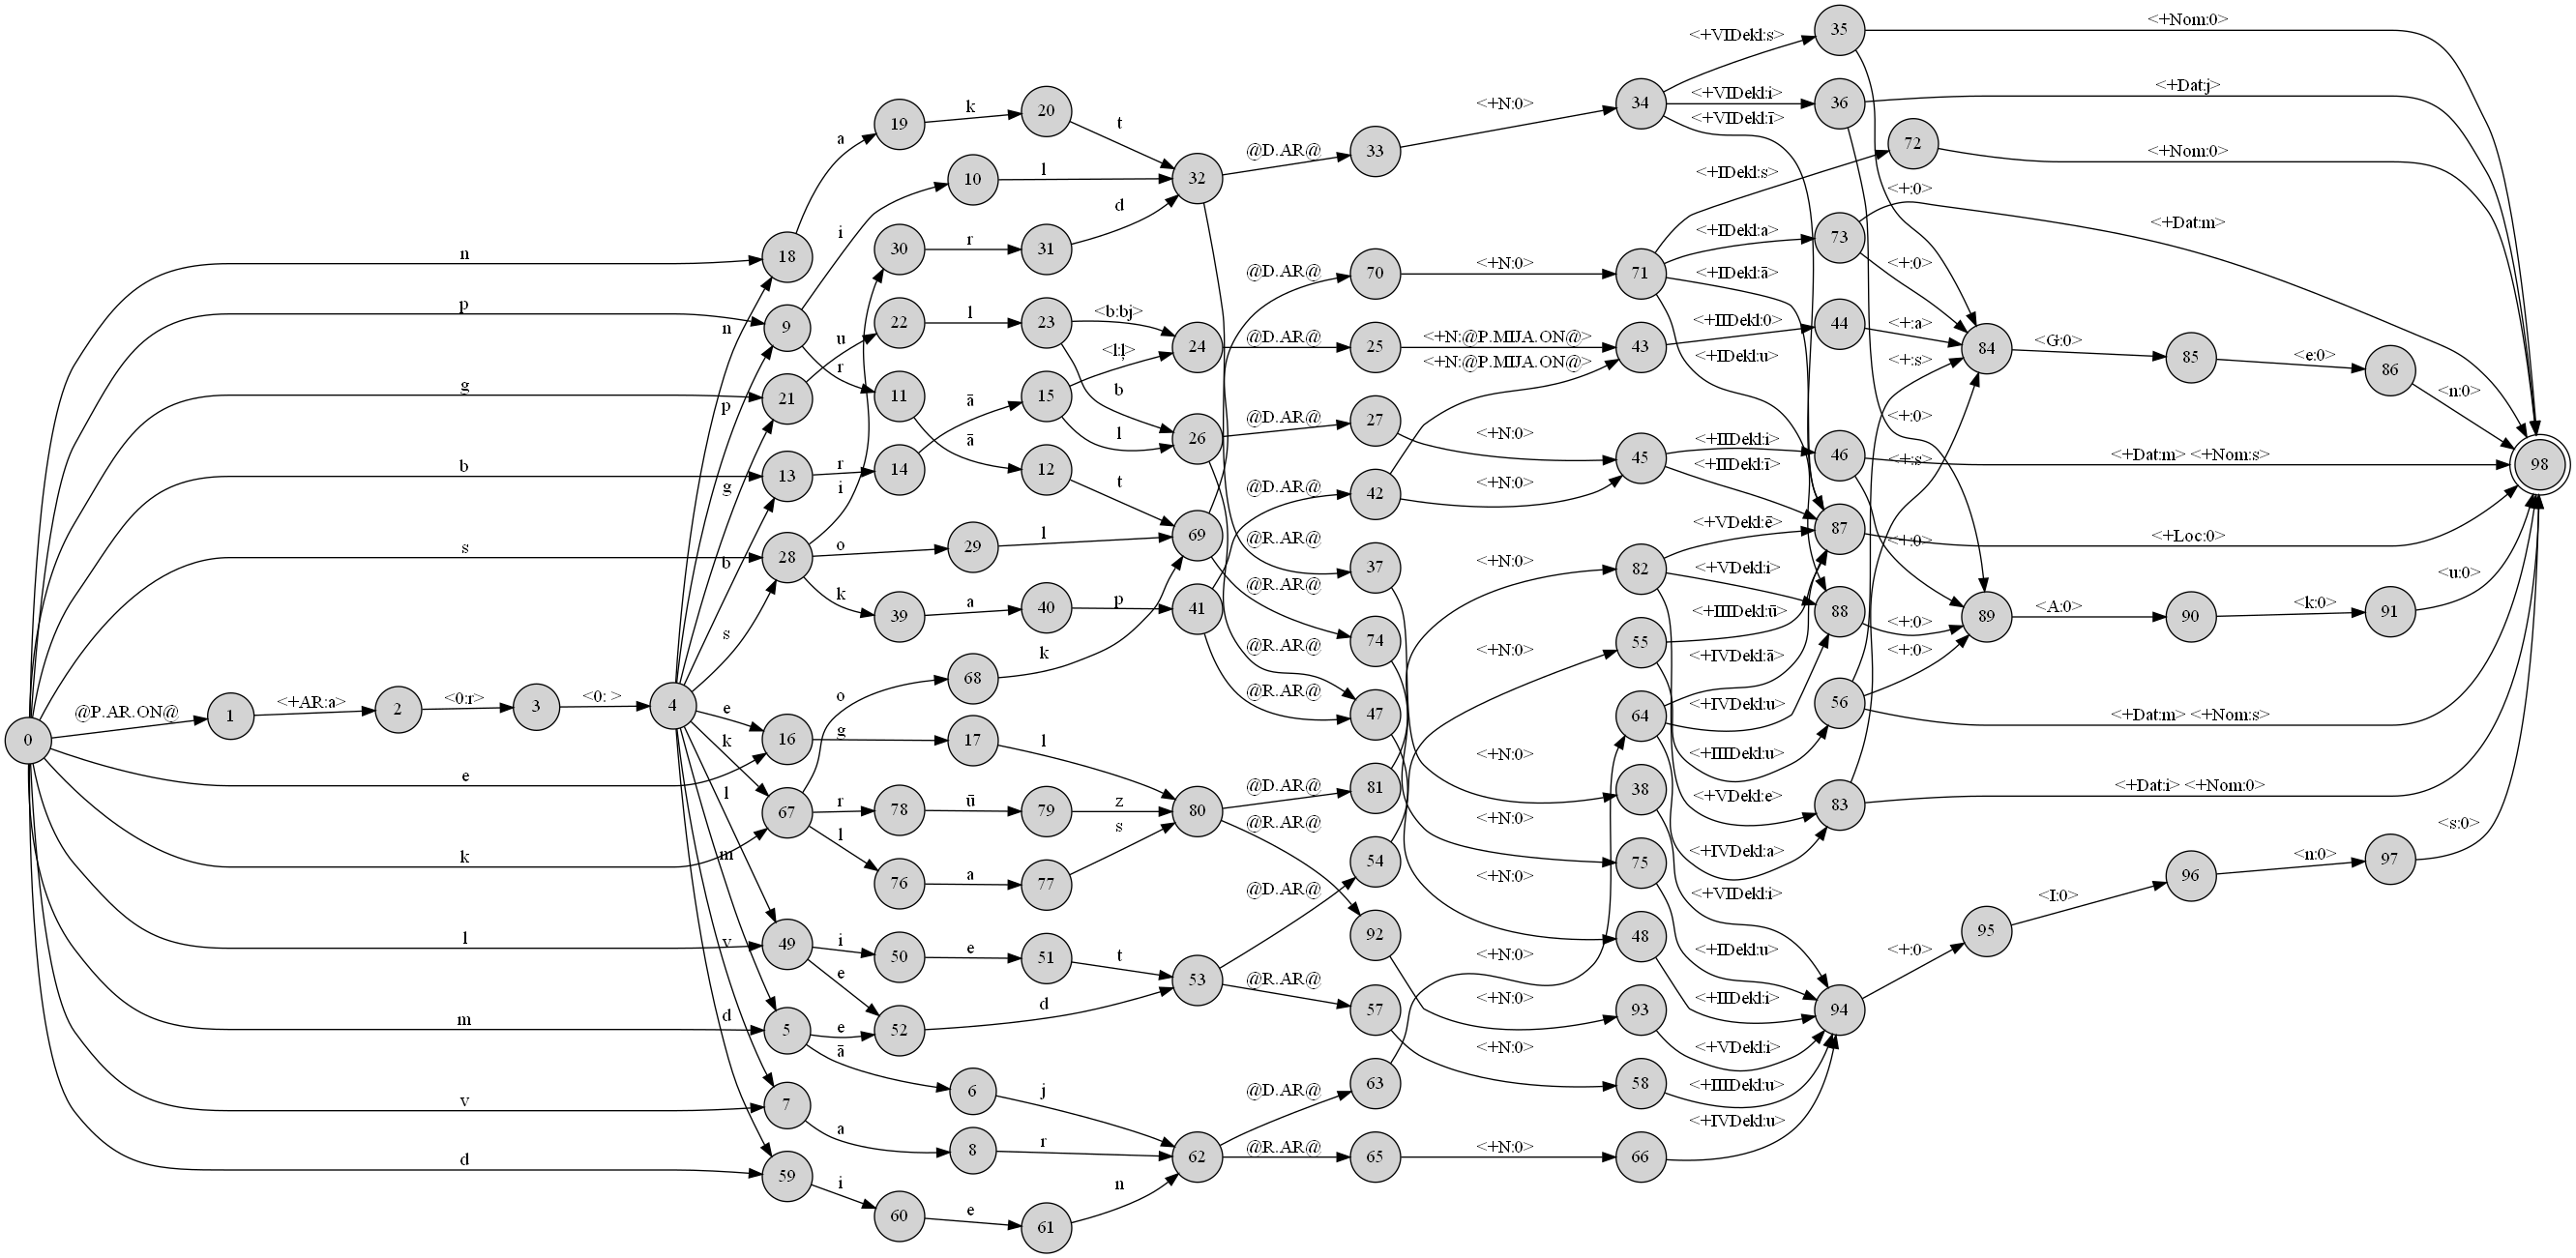 0
@P.AR.ON@
1
<+AR:a>
2
<0:r>
3
<0: >
4
n
p
g
b
s
e
k
l
m
v
d
n
p
g
b
s
e
k
l
m
v
d
18
9
21
13
28
16
67
49
5
7
59
a
i
r
u
r
i
o
k
g
o
r
l
i
e
e
ā
a
i
19
10
11
30
22
14
29
39
68
17
78
76
50
52
6
8
60
k
l
r
l
ā
ā
l
a
k
l
ū
a
e
d
j
r
e
20
31
23
15
12
40
79
77
51
61
t
d
<b:bj>
b
<l:ļ>
l
t
p
z
s
t
n
32
24
26
69
41
80
53
62
@D.AR@
@D.AR@
@D.AR@
@D.AR@
@D.AR@
@R.AR@
@R.AR@
@R.AR@
@R.AR@
@D.AR@
@R.AR@
@D.AR@
@R.AR@
@D.AR@
@R.AR@
33
70
25
27
42
37
74
47
81
54
92
57
63
65
<+N:0>
<+N:0>
<+N:@P.MIJA.ON@>
<+N:@P.MIJA.ON@>
<+N:0>
<+N:0>
<+N:0>
<+N:0>
<+N:0>
<+N:0>
<+N:0>
<+N:0>
<+N:0>
<+N:0>
<+N:0>
34
71
43
45
82
55
64
38
75
48
93
58
66
<+VIDekl:s>
<+VIDekl:i>
<+VIDekl:ī>
<+IDekl:s>
<+IDekl:a>
<+IDekl:ā>
<+IIDekl:0>
<+IDekl:u>
<+IIDekl:i>
<+IIDekl:ī>
<+VDekl:ē>
<+VDekl:i>
<+IIIDekl:ū>
<+IVDekl:ā>
<+IVDekl:u>
<+IIIDekl:u>
<+VDekl:e>
<+IVDekl:a>
<+VIDekl:i>
<+IDekl:u>
<+IIDekl:i>
<+VDekl:i>
<+IIIDekl:u>
<+IVDekl:u>
35
36
72
73
44
46
87
88
56
83
94
<+:0>
<+:0>
<+:a>
<+:s>
<+:0>
<+:s>
<+:0>
<+:0>
<+:0>
<+:0>
84
89
95
<G:0>
<A:0>
<I:0>
85
90
96
<e:0>
<k:0>
<n:0>
86
91
97
<n:0>
<u:0>
<s:0>
<+Nom:0>
<+Dat:j>
<+Nom:0>
<+Dat:m>
<+Dat:m> <+Nom:s>
<+Loc:0>
<+Dat:m> <+Nom:s>
<+Dat:i> <+Nom:0>
98